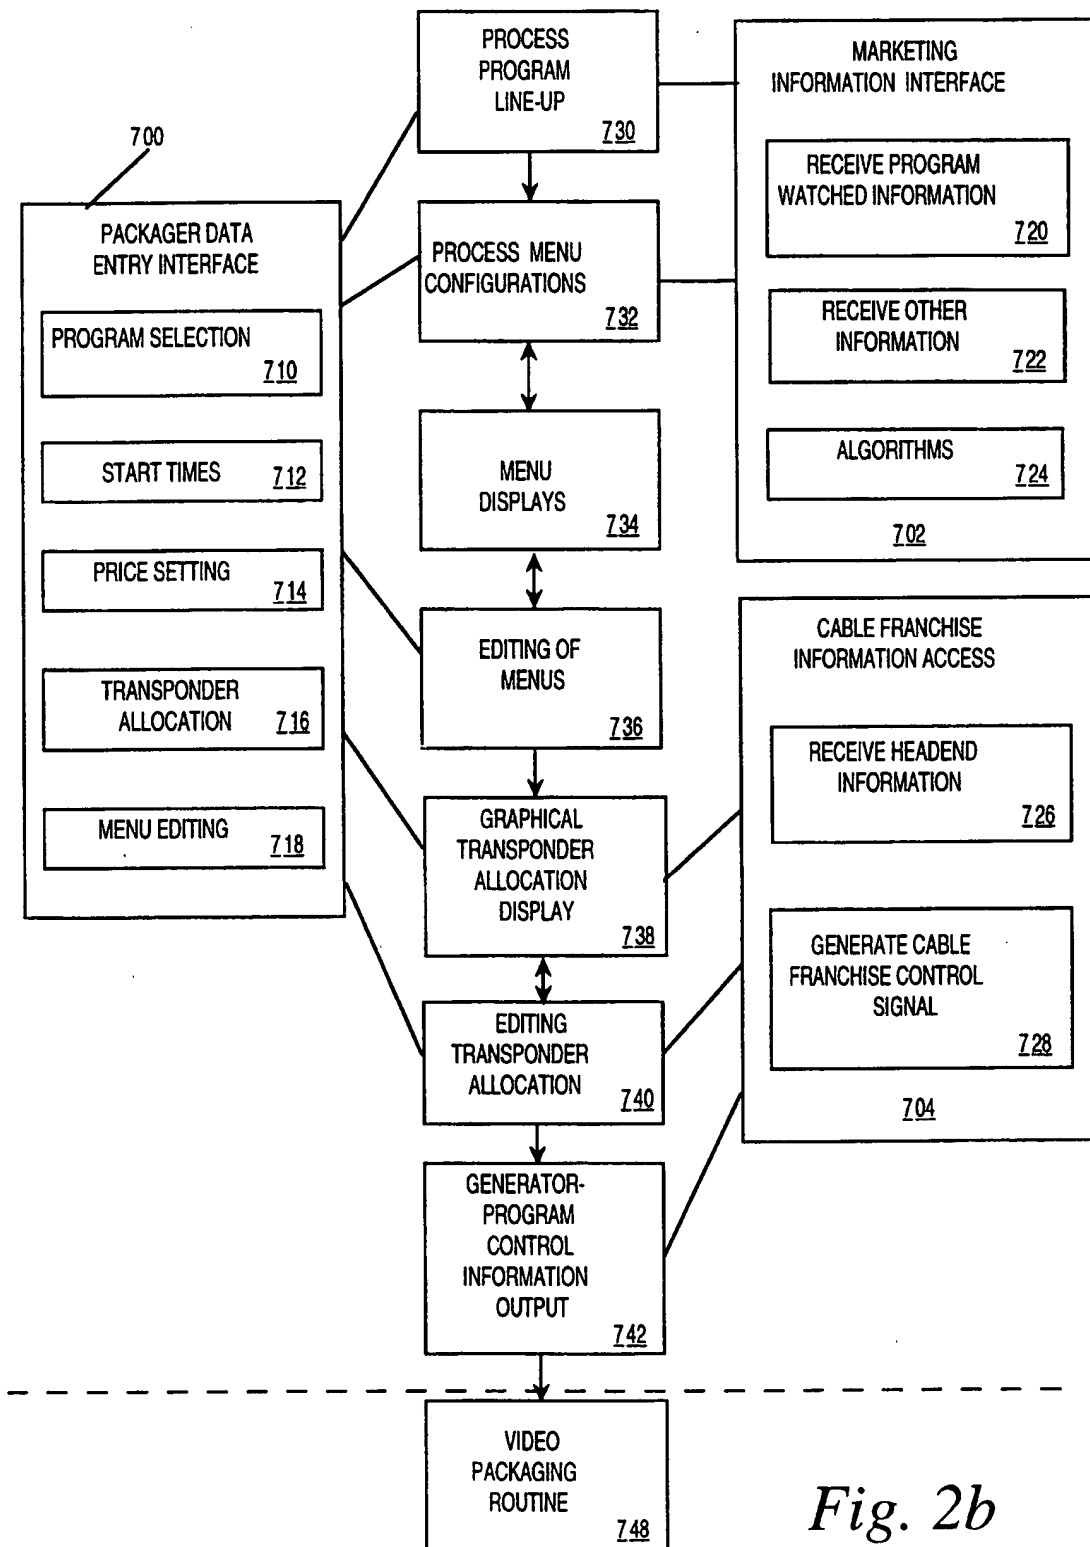 PROCESS
PROGRAM
LINE-UP
730
MARKETING
INFORMATION INTERFACE
RECEIVE PROGRAM
WATCHED INFORMATION
720
RECEIVE OTHER
INFORMATION
722
ALGORITHMS
724
702
700
PACKAGER DATA
ENTRY INTERFACE
PROGRAM SELECTION
710
START TIMES
712
PRICE SETTING
714
TRANSPONDER
ALLOCATION
716
MENU EDITING
718
PROCESS MENU
CONFIGURATIONS
732
MENU
DISPLAYS
734
EDITING OF
MENUS
736
GRAPHICAL
TRANSPONDER
ALLOCATION
DISPLAY
738
EDITING
TRANSPONDER
ALLOCATION
740
GENERATOR-
PROGRAM
CONTROL
INFORMATION
OUTPUT
742
CABLE FRANCHISE
INFORMATION ACCESS
RECEIVE HEADEND
INFORMATION
726
GENERATE CABLE
FRANCHISE CONTROL
SIGNAL
728
704
VIDEO
PACKAGING
ROUTINE
748
Fig. 2b